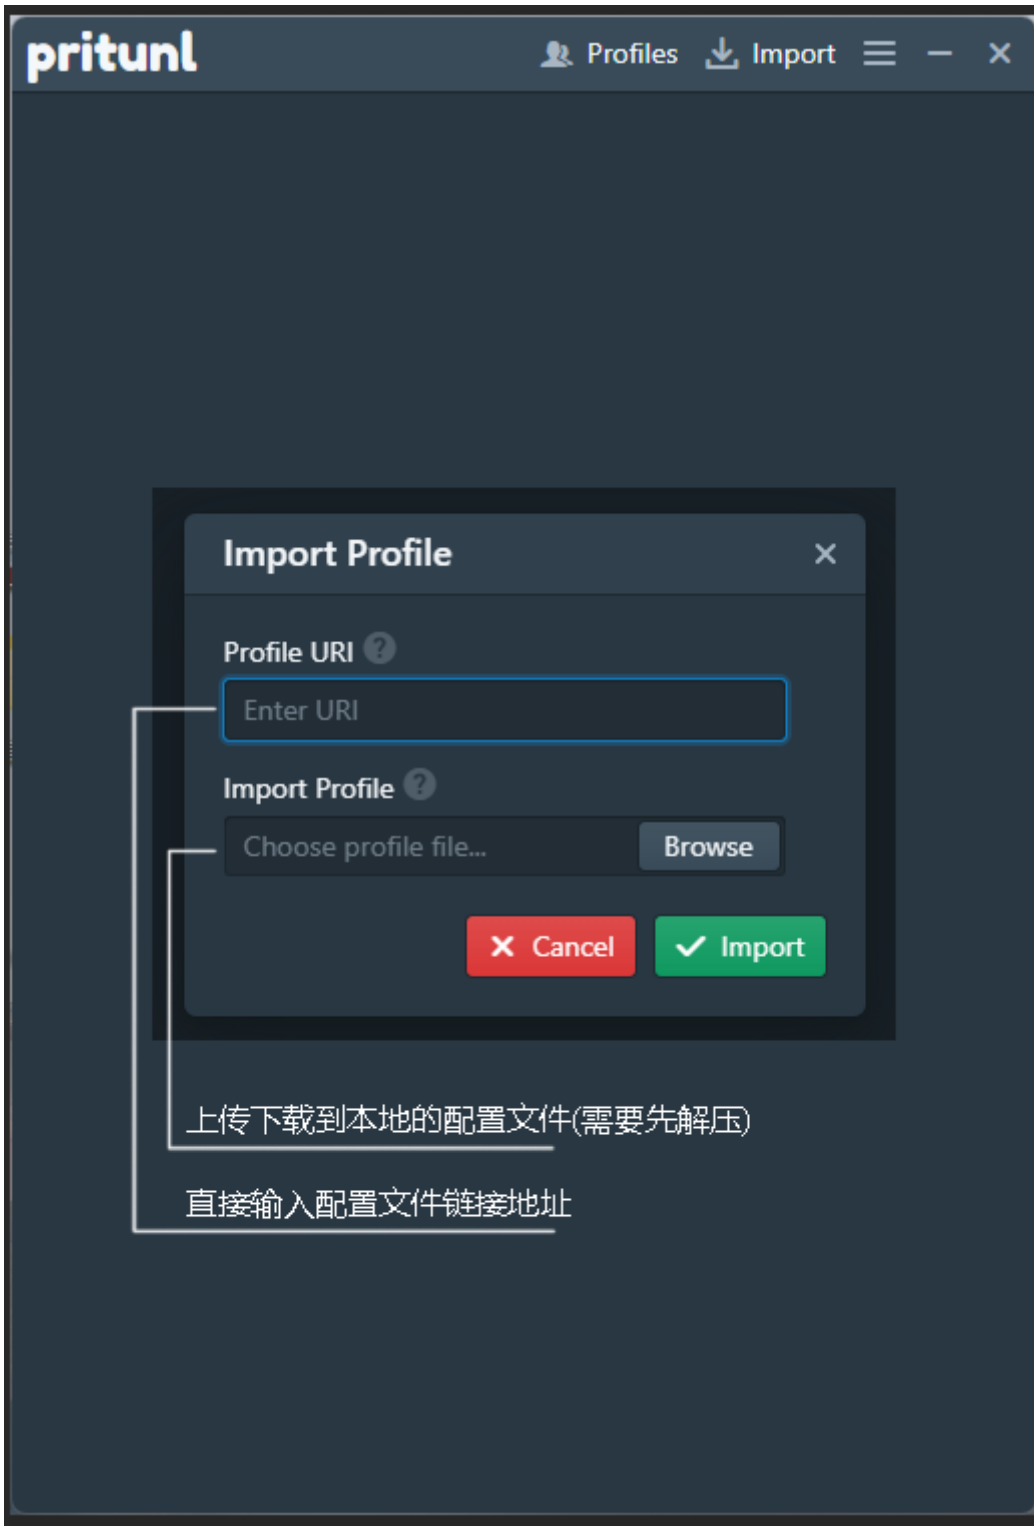 pritunl
Profiles Import
Import Profile
Profile URI
Enter URI
Import Profile
Choose profile file... Browse
Cancel Import
上传下载到本地的配置文件(需要先解压)
直接输入配置文件链接地址